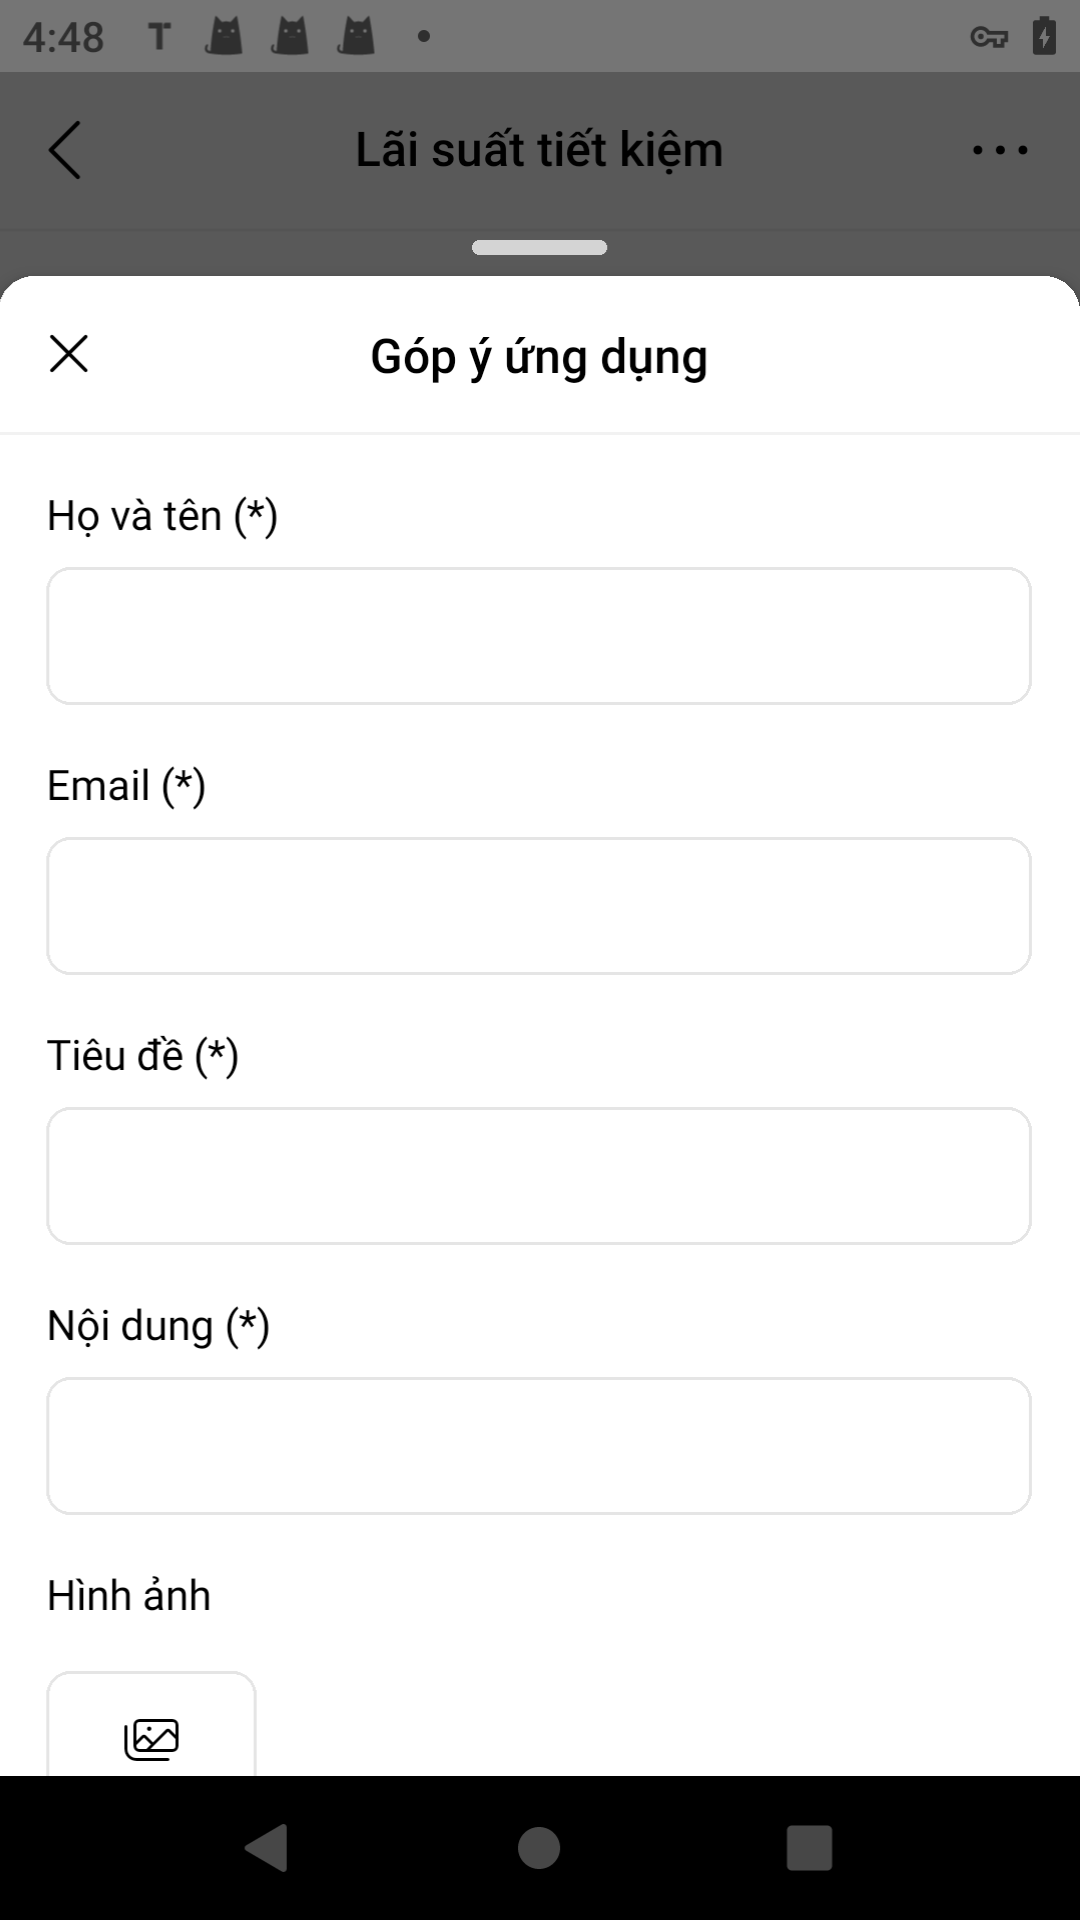 4:48
Lãi suất tiết kiệm
Góp ý ứng dụng
Họ và tên (*)
Email (*)
Tiêu đề (*)
Nội dung (*)
Hình ảnh